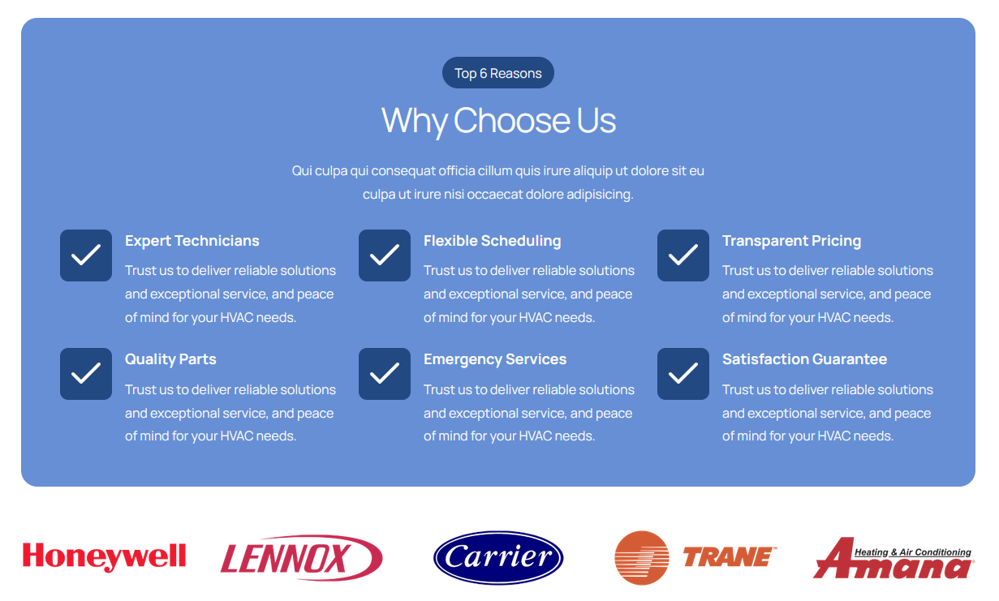 Top 6 Reasons
Why Choose Us
Qui culpa qui consequat officia cillum quis irure aliquip ut dolore sit eu
culpa ut irure nisi occaecat dolore adipisicing.
Expert Technicians
Trust us to deliver reliable solutions
and exceptional service, and peace
of mind for your HVAC needs.
Flexible Scheduling
Trust us to deliver reliable solutions
and exceptional service, and peace
of mind for your HVAC needs.
Transparent Pricing
Trust us to deliver reliable solutions
and exceptional service, and peace
of mind for your HVAC needs.
Quality Parts
Trust us to deliver reliable solutions
and exceptional service, and peace
of mind for your HVAC needs.
Emergency Services
Trust us to deliver reliable solutions
and exceptional service, and peace
of mind for your HVAC needs.
Satisfaction Guarantee
Trust us to deliver reliable solutions
and exceptional service, and peace
of mind for your HVAC needs.
Honeywell
LENNOX
Carrier
TRANE™
Heating & Air Conditioning
Amana®